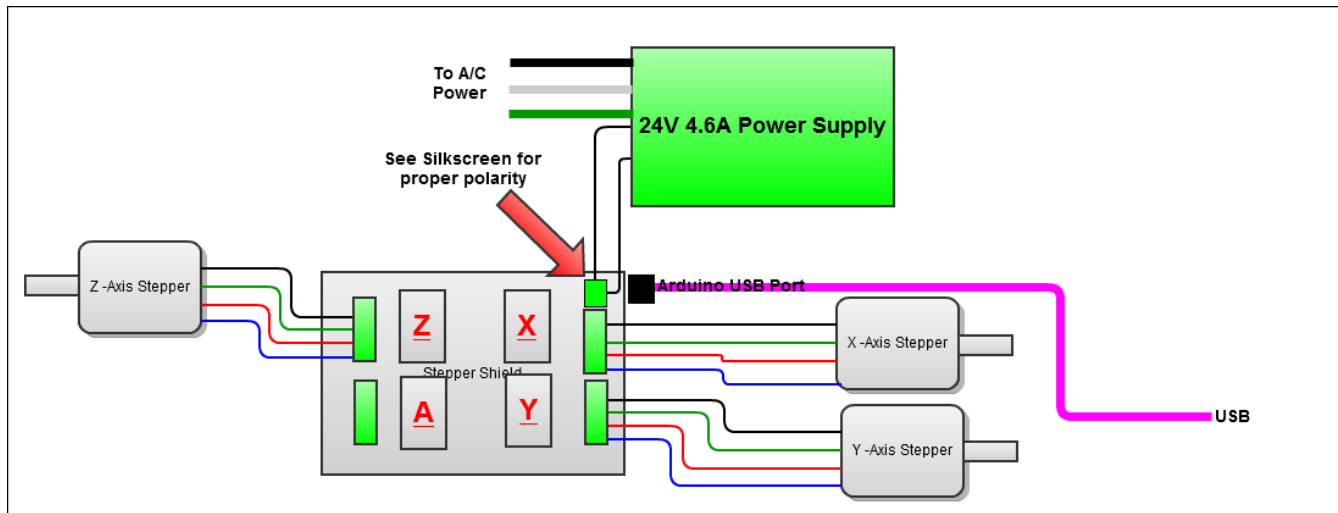 To A/C
Power
24V 4.6A Power Supply
See Silkscreen for
proper polarity
Z -Axis Stepper
Arduino USB Port
Z
X
X -Axis Stepper
Stepper Shield
A
Y
USB
Y -Axis Stepper